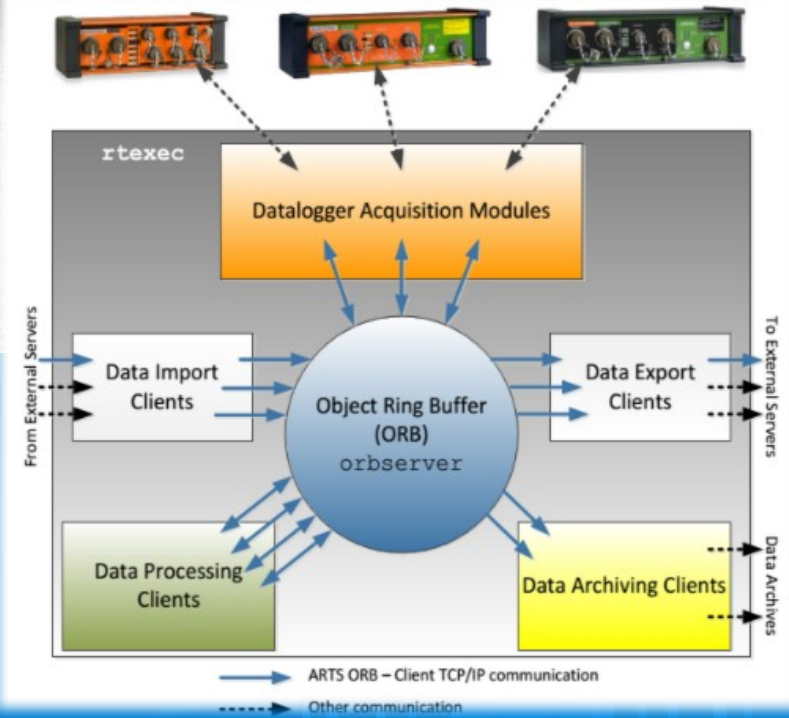 rtexec
Datalogger Acquisition Modules
From External Servers
Data Import
Clients
Object Ring Buffer
(ORB)
orbserver
Data Export
Clients
To External Servers
Data Processing
Clients
Data Archiving Clients
Data Archives
ARTS ORB – Client TCP/IP communication
Other communication